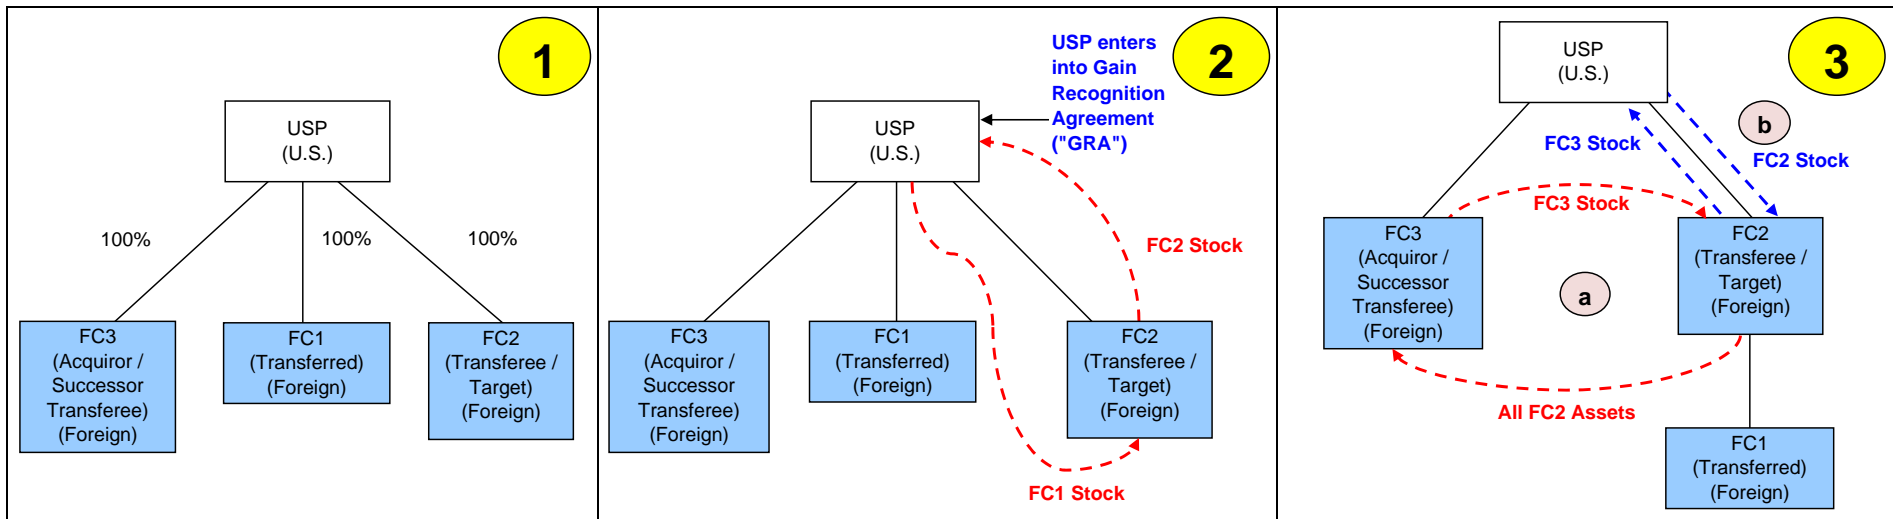 1
USP
(U.S.)
100%
100%
100%
FC3
(Acquiror /
Successor
Transferee)
(Foreign)
FC1
(Transferred)
(Foreign)
FC2
(Transferee /
Target)
(Foreign)
2
USP enters
into Gain
Recognition
Agreement
("GRA")
USP
(U.S.)
FC2 Stock
FC3
(Acquiror /
Successor
Transferee)
(Foreign)
FC1
(Transferred)
(Foreign)
FC2
(Transferee /
Target)
(Foreign)
FC1 Stock
3
USP
(U.S.)
b
FC3 Stock
FC2 Stock
FC3 Stock
FC3
(Acquiror /
Successor
Transferee)
(Foreign)
a
FC2
(Transferee /
Target)
(Foreign)
All FC2 Assets
FC1
(Transferred)
(Foreign)